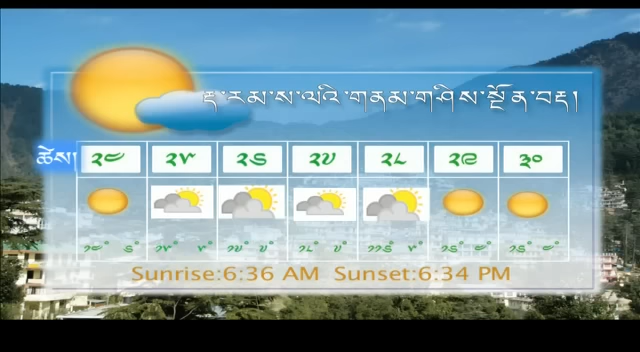 རྡ་རམ་ས་ལའི་གནམ་གཤིས་སྔོན་བརྡ།
ཚེས། ༢༤ ༢༥ ༢༦ ༢༧ ༢༨ ༢༩ ༣༠
Sunrise:6:36 AM Sunset:6:34 PM